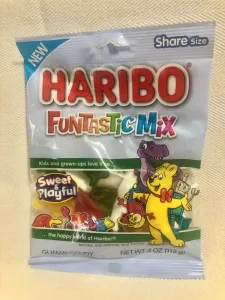 NEW
Share Size
HARIBO
FUNTASTIC MIX
Kids and grown-ups love it so...
Sweet
& Playful
... the happy world of Haribo!
GUMMI CANDY
NET WT. 4 OZ (113 g)